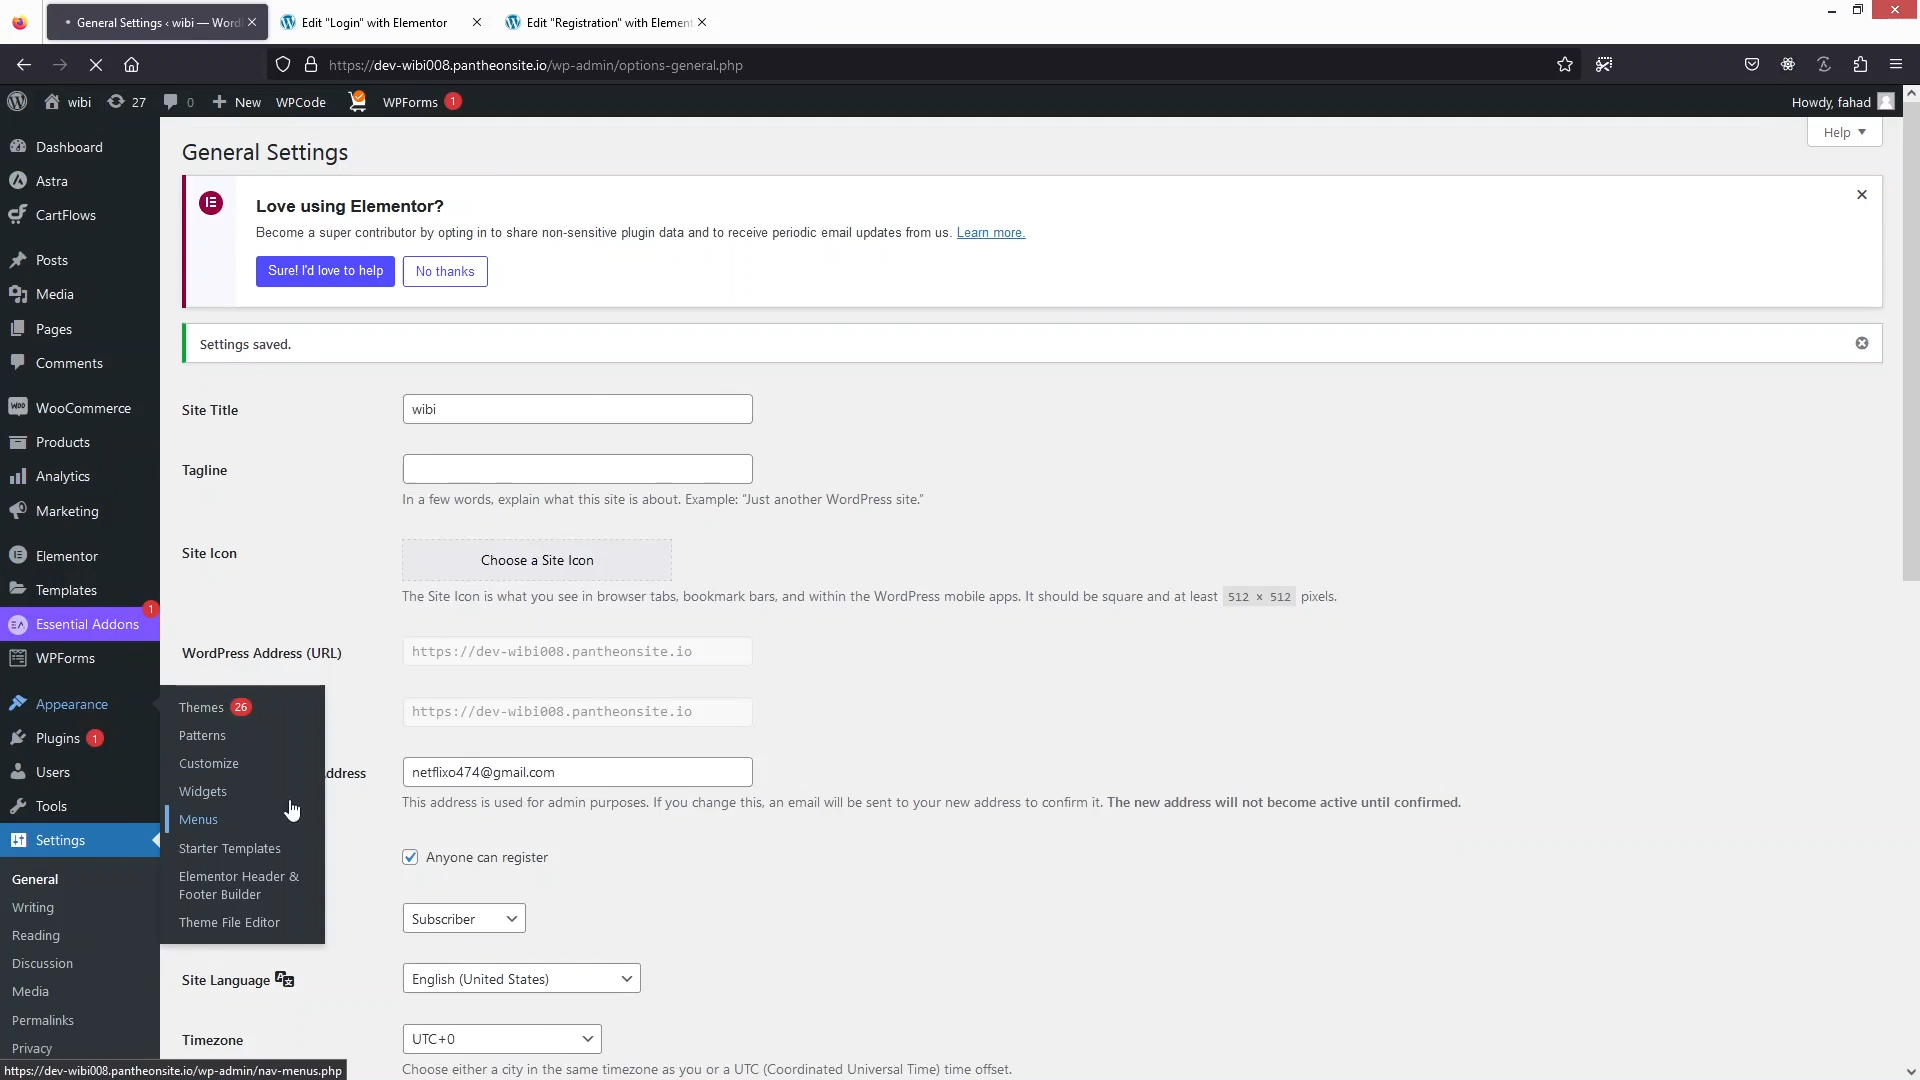 General Settings ‹ wibi — Word
Edit "Login" with Elementor
Edit "Registration" with Elemen
https://dev-wibi008.pantheonsite.io/wp-admin/options-general.php
wibi
27
0
New
WPCode
WPForms
1
Howdy, fahad
Help
Dashboard
Astra
CartFlows
Posts
Media
Pages
Comments
WooCommerce
Products
Analytics
Marketing
Elementor
Templates
Essential Addons
1
WPForms
Appearance
Plugins 1
Users
Tools
Settings
General
Writing
Reading
Discussion
Media
Permalinks
Privacy
Themes 26
Patterns
Customize
Widgets
Menus
Starter Templates
Elementor Header &
Footer Builder
Theme File Editor
General Settings
Love using Elementor?
Become a super contributor by opting in to share non-sensitive plugin data and to receive periodic email updates from us. Learn more.
Sure! I'd love to help
No thanks
Settings saved.
Site Title
wibi
Tagline
In a few words, explain what this site is about. Example: “Just another WordPress site.”
Site Icon
Choose a Site Icon
The Site Icon is what you see in browser tabs, bookmark bars, and within the WordPress mobile apps. It should be square and at least 512 × 512 pixels.
WordPress Address (URL)
https://dev-wibi008.pantheonsite.io
https://dev-wibi008.pantheonsite.io
ddress
netflixo474@gmail.com
This address is used for admin purposes. If you change this, an email will be sent to your new address to confirm it. The new address will not become active until confirmed.
Anyone can register
Subscriber
Site Language
English (United States)
Timezone
UTC+0
Choose either a city in the same timezone as you or a UTC (Coordinated Universal Time) time offset.
https://dev-wibi008.pantheonsite.io/wp-admin/nav-menus.php